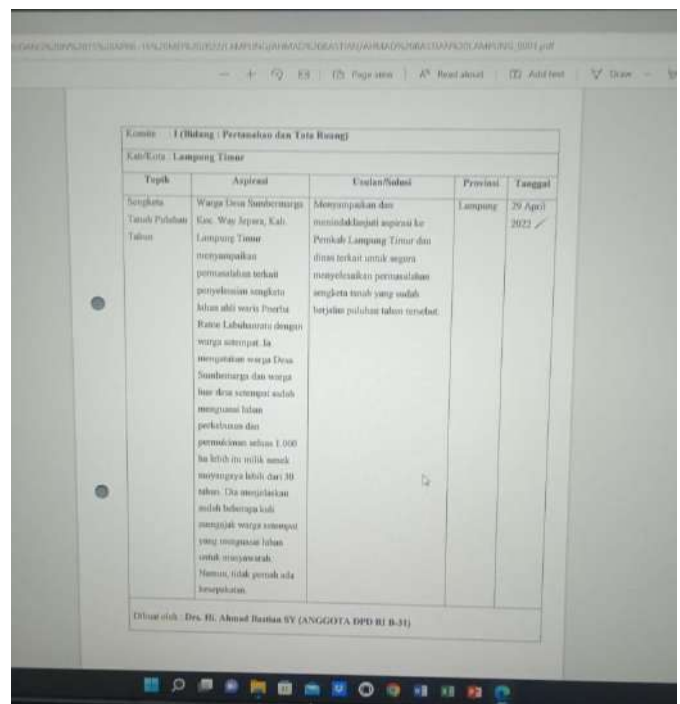 Page view
Read aloud
Add text
Draw
Komite : I (Bidang : Pertanahan dan Tata Ruang)
Kab/Kota : Lampung Timur
Topik
Aspirasi
Usulan/Solusi
Provinsi
Tanggal
Sengketa
Tanah Puluhan
Tahun
Warga Desa Sumbermarga
Kec. Way Jepara, Kab.
Lampung Timur
menyampaikan
permasalahan terkait
penyelesaian sengketa
lahan ahli waris
Ratoe Labuhanratu dengan
warga setempat. Ia
mengatakan warga Desa
Sumbermarga dan warga
luar desa setempat sudah
menguasai lahan
perkebunan dan
permukiman seluas 1.000
ha lebih itu milik nenek
moyangnya lebih dari 30
tahun. Dia menjelaskan
sudah beberapa kali
mengajak warga setempat
yang menguasai lahan
untuk musyawarah.
Namun, tidak pernah ada
kesepakatan.
Menyampaikan dan
menindaklanjuti aspirasi ke
Pemkab Lampung Timur dan
dinas terkait untuk segera
menyelesaikan permasalahan
sengketa tanah yang sudah
berjalan puluhan tahun tersebut.
Lampung
29 April
2022
Dibuat oleh : Drs. Hi. Ahmad Bastian SY (ANGGOTA DPD RI B-31)